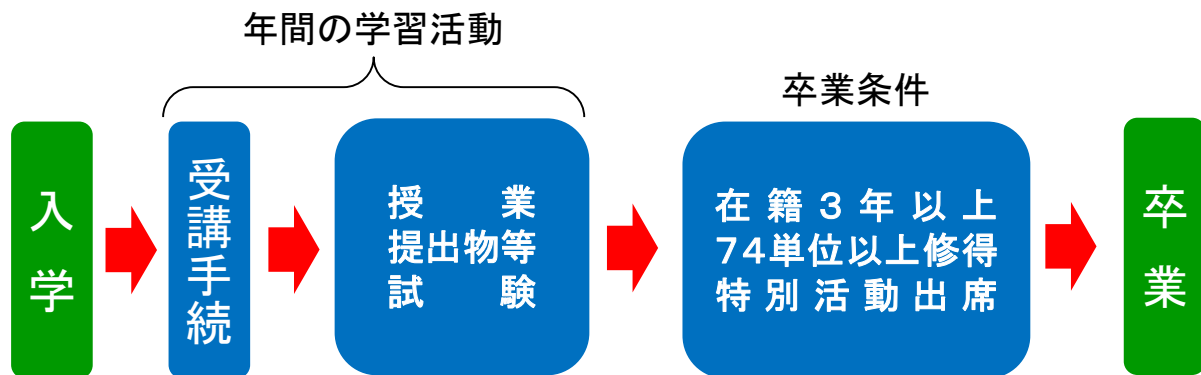 年間の学習活動
卒業条件
入学
受講手続
授業
提出物等
試験
在籍３年以上
７４単位以上修得
特別活動出席
卒業